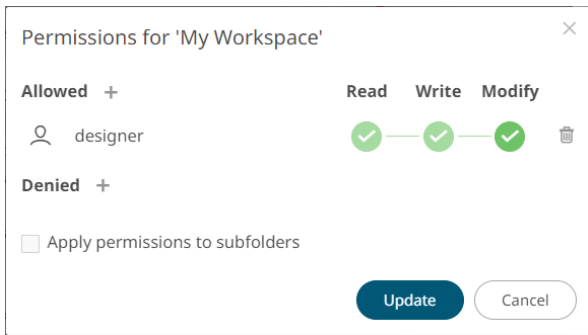 Permissions for 'My Workspace'
Allowed + Read Write Modify
designer
Denied +
Apply permissions to subfolders
Update Cancel